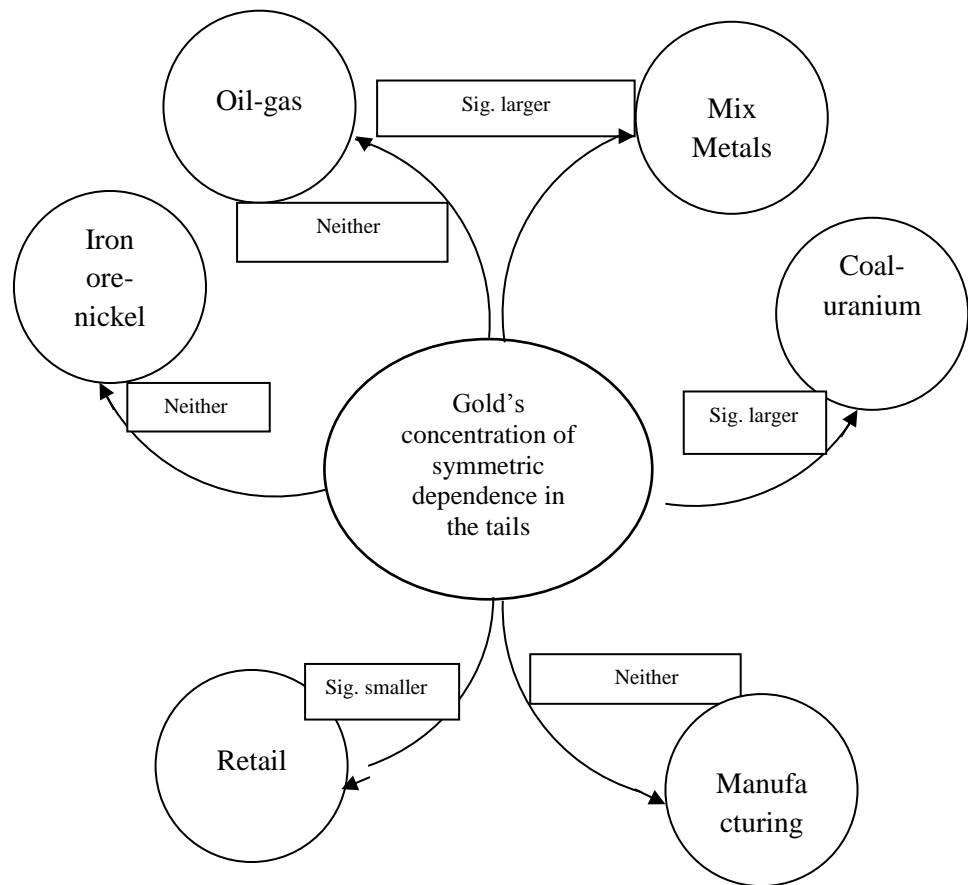 Oil-gas
Sig. larger
Mix
Metals
Neither
Iron
ore-
nickel
Coal-
uranium
Neither
Gold's
concentration of
symmetric
dependence in
the tails
Sig. larger
Sig. smaller
Neither
Retail
Manufa
cturing